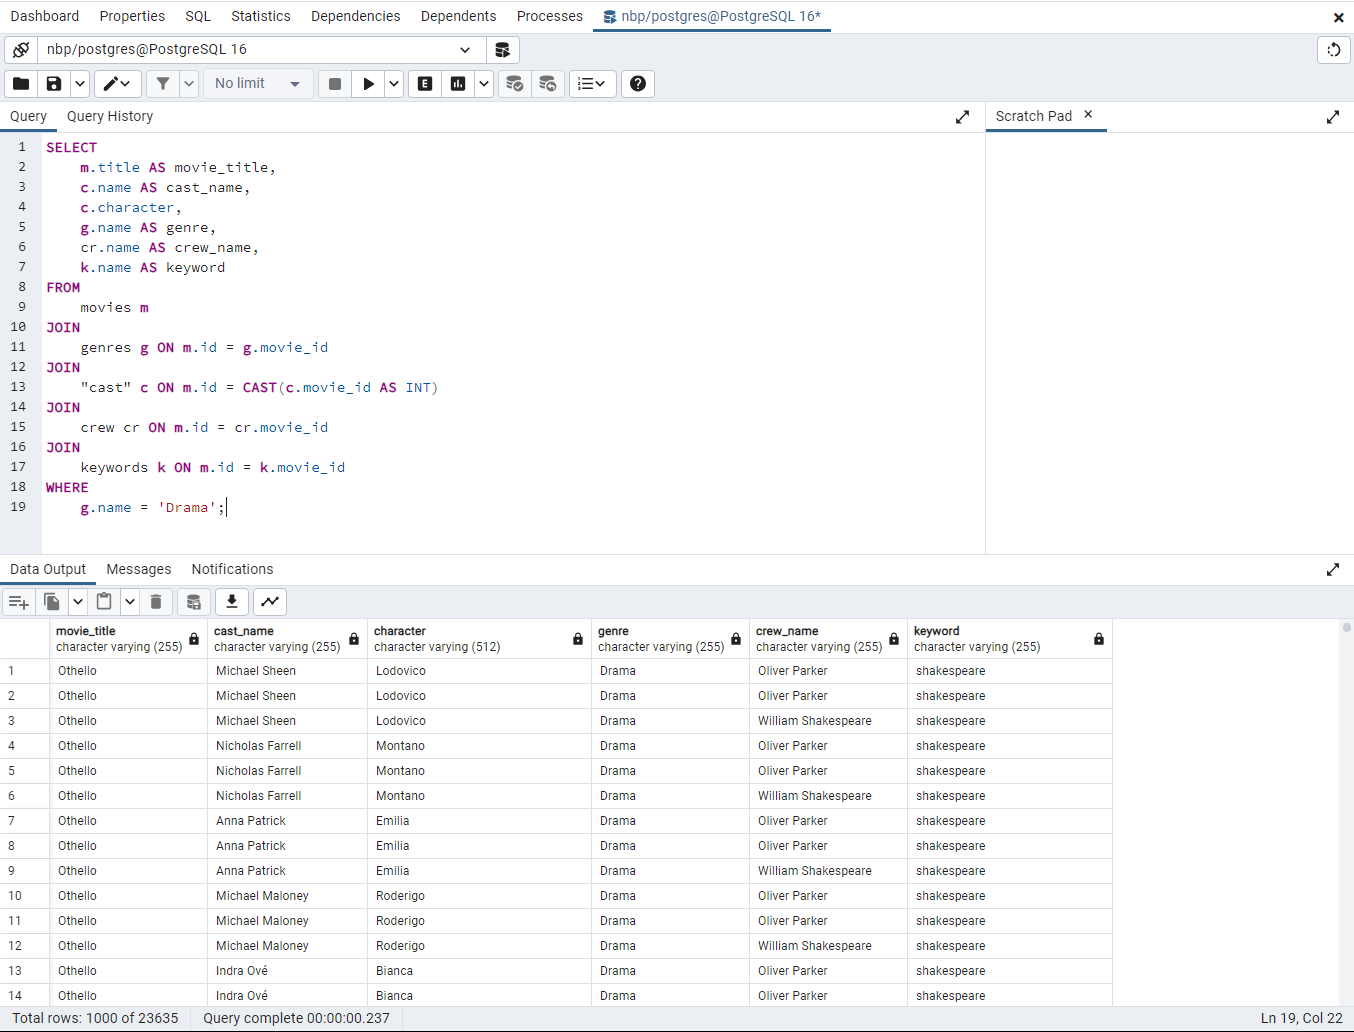 Dashboard Properties SQL Statistics Dependencies Dependents Processes nbp/postgres@PostgreSQL 16*
nbp/postgres@PostgreSQL 16
No limit E
Query Query History Scratch Pad
1 SELECT
2 m.title AS movie_title,
3 c.name AS cast_name,
4 c.character,
5 g.name AS genre,
6 cr.name AS crew_name,
7 k.name AS keyword
8 FROM
9 movies m
10 JOIN
11 genres g ON m.id = g.movie_id
12 JOIN
13 "cast" c ON m.id = CAST(c.movie_id AS INT)
14 JOIN
15 crew cr ON m.id = cr.movie_id
16 JOIN
17 keywords k ON m.id = k.movie_id
18 WHERE
19 g.name = 'Drama';
Data Output Messages Notifications
movie_title cast_name character genre crew_name keyword
character varying (255) character varying (255) character varying (512) character varying (255) character varying (255) character varying (255)
1 Othello Michael Sheen Lodovico Drama Oliver Parker shakespeare
2 Othello Michael Sheen Lodovico Drama Oliver Parker shakespeare
3 Othello Michael Sheen Lodovico Drama William Shakespeare shakespeare
4 Othello Nicholas Farrell Montano Drama Oliver Parker shakespeare
5 Othello Nicholas Farrell Montano Drama Oliver Parker shakespeare
6 Othello Nicholas Farrell Montano Drama William Shakespeare shakespeare
7 Othello Anna Patrick Emilia Drama Oliver Parker shakespeare
8 Othello Anna Patrick Emilia Drama Oliver Parker shakespeare
9 Othello Anna Patrick Emilia Drama William Shakespeare shakespeare
10 Othello Michael Maloney Roderigo Drama Oliver Parker shakespeare
11 Othello Michael Maloney Roderigo Drama Oliver Parker shakespeare
12 Othello Michael Maloney Roderigo Drama William Shakespeare shakespeare
13 Othello Indra Ové Bianca Drama Oliver Parker shakespeare
14 Othello Indra Ové Bianca Drama Oliver Parker shakespeare
Total rows: 1000 of 23635 Query complete 00:00:00.237 Ln 19, Col 22